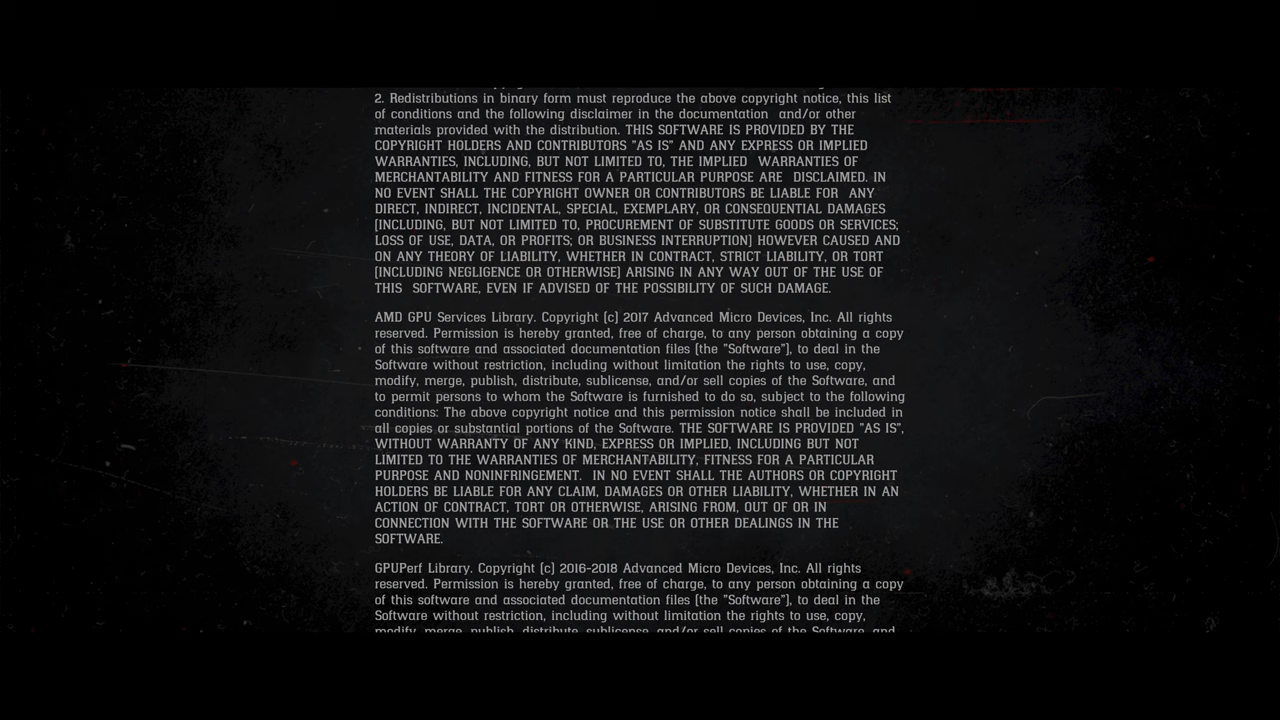 2. Redistributions in binary form must reproduce the above copyright notice, this list
of conditions and the following disclaimer in the documentation  and/or other
materials provided with the distribution. THIS SOFTWARE IS PROVIDED BY THE
COPYRIGHT HOLDERS AND CONTRIBUTORS "AS IS" AND ANY EXPRESS OR IMPLIED
WARRANTIES, INCLUDING, BUT NOT LIMITED TO, THE IMPLIED  WARRANTIES OF
MERCHANTABILITY AND FITNESS FOR A PARTICULAR PURPOSE ARE  DISCLAIMED. IN
NO EVENT SHALL THE COPYRIGHT OWNER OR CONTRIBUTORS BE LIABLE FOR  ANY
DIRECT, INDIRECT, INCIDENTAL, SPECIAL, EXEMPLARY, OR CONSEQUENTIAL DAMAGES
(INCLUDING, BUT NOT LIMITED TO, PROCUREMENT OF SUBSTITUTE GOODS OR SERVICES;
LOSS OF USE, DATA, OR PROFITS; OR BUSINESS INTERRUPTION) HOWEVER CAUSED AND
ON ANY THEORY OF LIABILITY, WHETHER IN CONTRACT, STRICT LIABILITY, OR TORT
(INCLUDING NEGLIGENCE OR OTHERWISE) ARISING IN ANY WAY OUT OF THE USE OF
THIS  SOFTWARE, EVEN IF ADVISED OF THE POSSIBILITY OF SUCH DAMAGE.
AMD GPU Services Library. Copyright (c) 2017 Advanced Micro Devices, Inc. All rights
reserved. Permission is hereby granted, free of charge, to any person obtaining a copy
of this software and associated documentation files (the "Software"), to deal in the
Software without restriction, including without limitation the rights to use, copy,
modify, merge, publish, distribute, sublicense, and/or sell copies of the Software, and
to permit persons to whom the Software is furnished to do so, subject to the following
conditions: The above copyright notice and this permission notice shall be included in
all copies or substantial portions of the Software. THE SOFTWARE IS PROVIDED "AS IS",
WITHOUT WARRANTY OF ANY KIND, EXPRESS OR IMPLIED, INCLUDING BUT NOT
LIMITED TO THE WARRANTIES OF MERCHANTABILITY, FITNESS FOR A PARTICULAR
PURPOSE AND NONINFRINGEMENT.  IN NO EVENT SHALL THE AUTHORS OR COPYRIGHT
HOLDERS BE LIABLE FOR ANY CLAIM, DAMAGES OR OTHER LIABILITY, WHETHER IN AN
ACTION OF CONTRACT, TORT OR OTHERWISE, ARISING FROM, OUT OF OR IN
CONNECTION WITH THE SOFTWARE OR THE USE OR OTHER DEALINGS IN THE
SOFTWARE.
GPUPerf Library. Copyright (c) 2016-2018 Advanced Micro Devices, Inc. All rights
reserved. Permission is hereby granted, free of charge, to any person obtaining a copy
of this software and associated documentation files (the "Software"), to deal in the
Software without restriction, including without limitation the rights to use, copy,
modify, merge, publish, distribute, sublicense, and/or sell copies of the Software, and